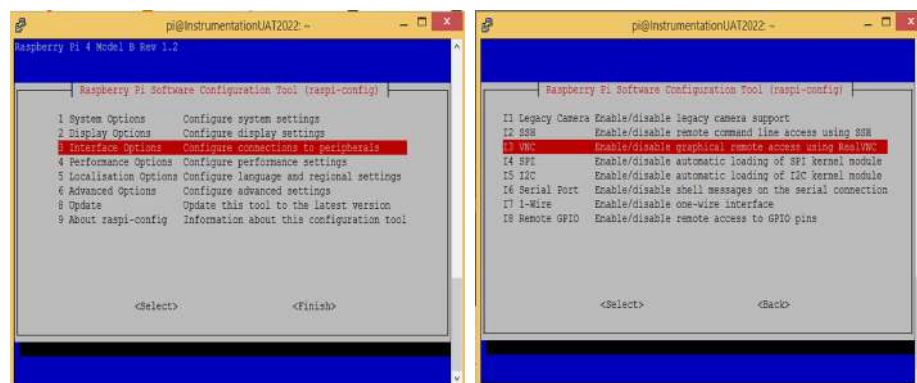 pi@InstrumentationUAT2022: ~
Raspberry Pi 4 Model B Rev 1.2
Raspberry Pi Software Configuration Tool (raspi-config)
1 System Options Configure system settings
2 Display Options Configure display settings
3 Interface Options Configure connections to peripherals
4 Performance Options Configure performance settings
5 Localisation Options Configure language and regional settings
6 Advanced Options Configure advanced settings
8 Update Update this tool to the latest version
9 About raspi-config Information about this configuration tool
<Select> <Finish>
pi@InstrumentationUAT2022: ~
Raspberry Pi Software Configuration Tool (raspi-config)
I1 Legacy Camera Enable/disable legacy camera support
I2 SSH Enable/disable remote command line access using SSH
I3 VNC Enable/disable graphical remote access using RealVNC
I4 SPI Enable/disable automatic loading of SPI kernel module
I5 I2C Enable/disable automatic loading of I2C kernel module
I6 Serial Port Enable/disable shell messages on the serial connection
I7 1-Wire Enable/disable one-wire interface
I8 Remote GPIO Enable/disable remote access to GPIO pins
<Select> <Back>